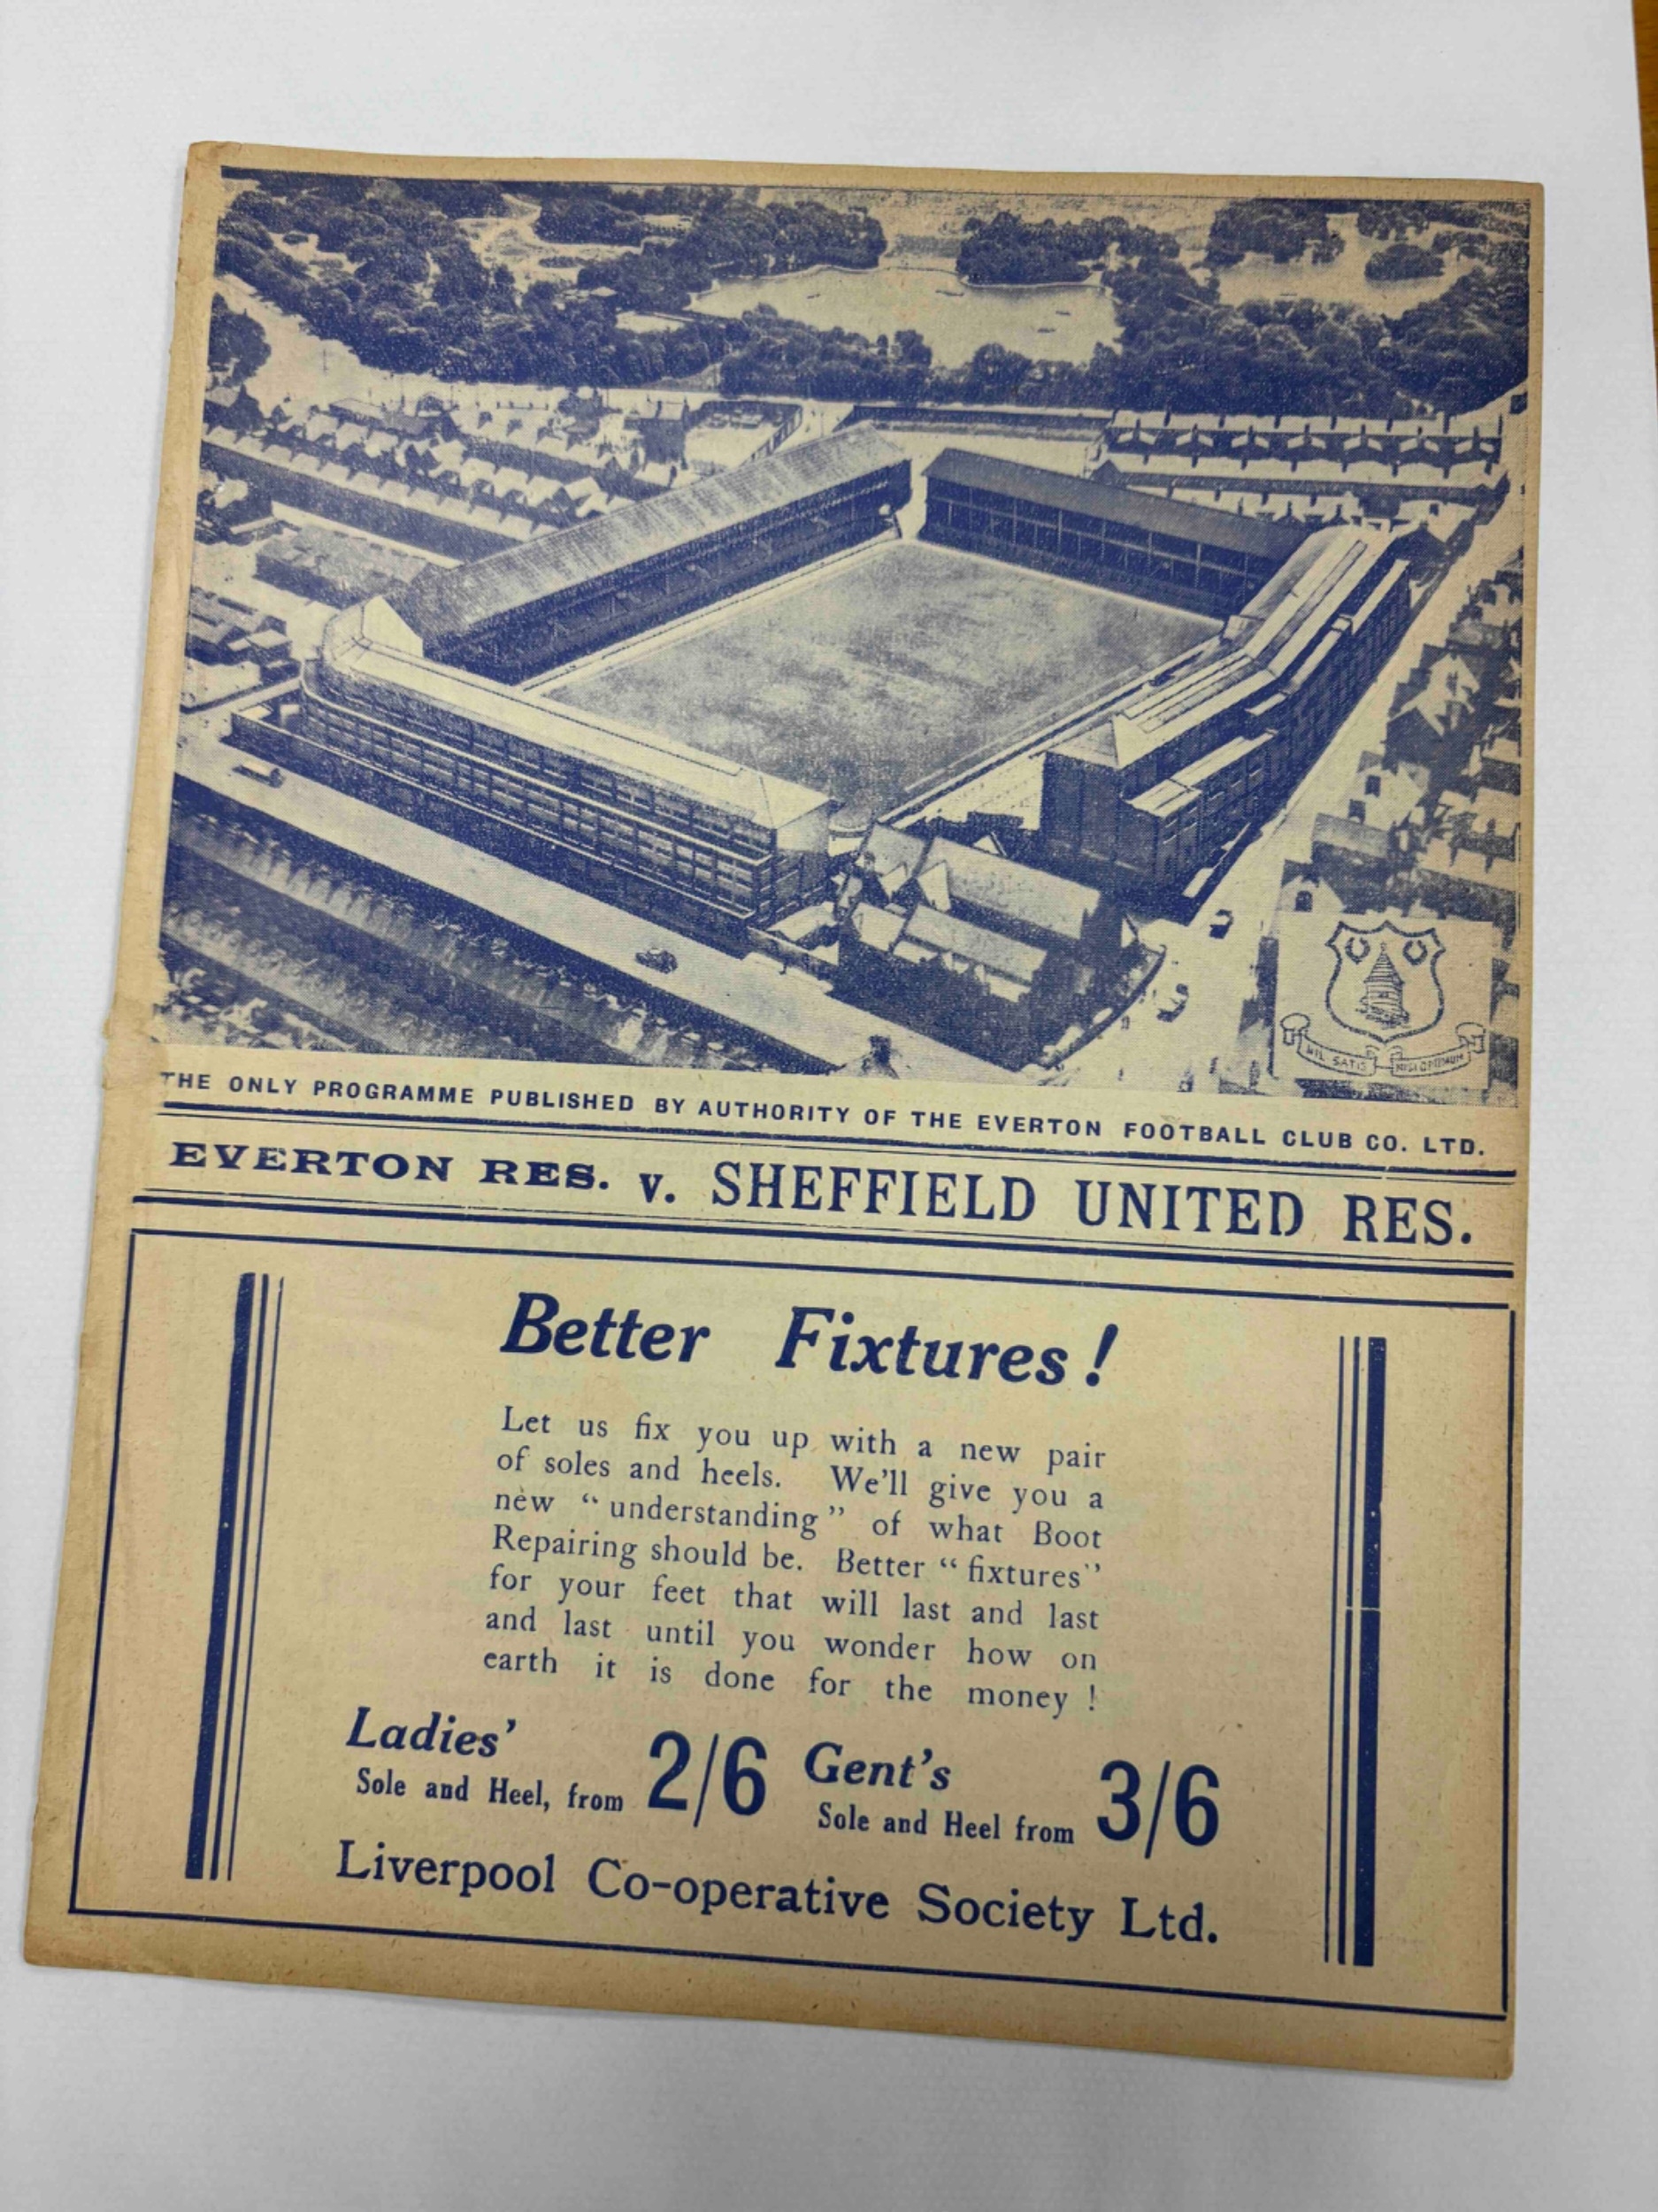 NIL SATIS NISI OPTIMUM
THE ONLY PROGRAMME PUBLISHED BY AUTHORITY OF THE EVERTON FOOTBALL CLUB CO. LTD.
EVERTON RES. v. SHEFFIELD UNITED RES.
Better Fixtures!
Let us fix you up with a new pair
of soles and heels. We'll give you a
new "understanding" of what Boot
Repairing should be. Better "fixtures"
for your feet that will last and last
and last until you wonder how on
earth it is done for the money!
Ladies'
Sole and Heel, from 2/6
Gent's
Sole and Heel from 3/6
Liverpool Co-operative Society Ltd.